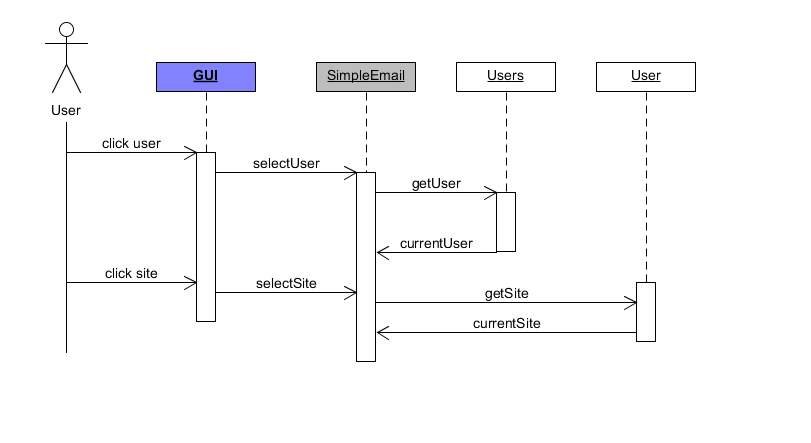 GUI
SimpleEmail
Users
User
User
click user
selectUser
getUser
currentUser
click site
selectSite
getSite
currentSite